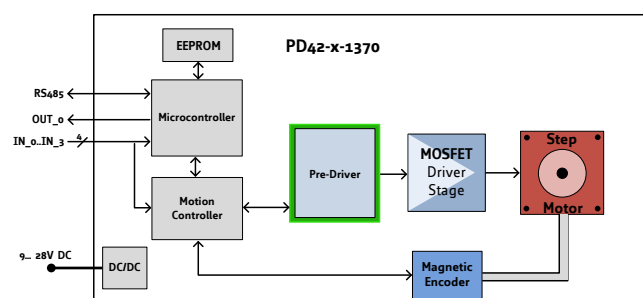 PD42-x-1370
EEPROM
RS485
OUT_0
IN_0..IN_3
4
Microcontroller
Pre-Driver
MOSFET
Driver
Stage
Step
Motor
Motion
Controller
9... 28V DC
DC/DC
Magnetic
Encoder